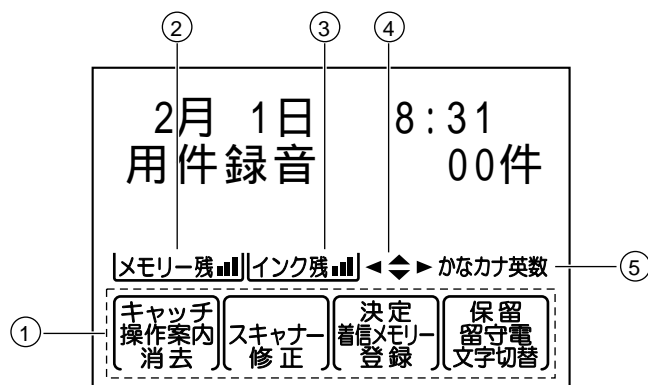 ② ③ ④
2月 1日 8:31
用件録音 00件
メモリー残 インク残 ◄ ► かなカナ英数 ⑤
①
キャッチ 操作案内 消去
スキャナー 修正
決定 着信メモリー 登録
保留 留守電 文字切替